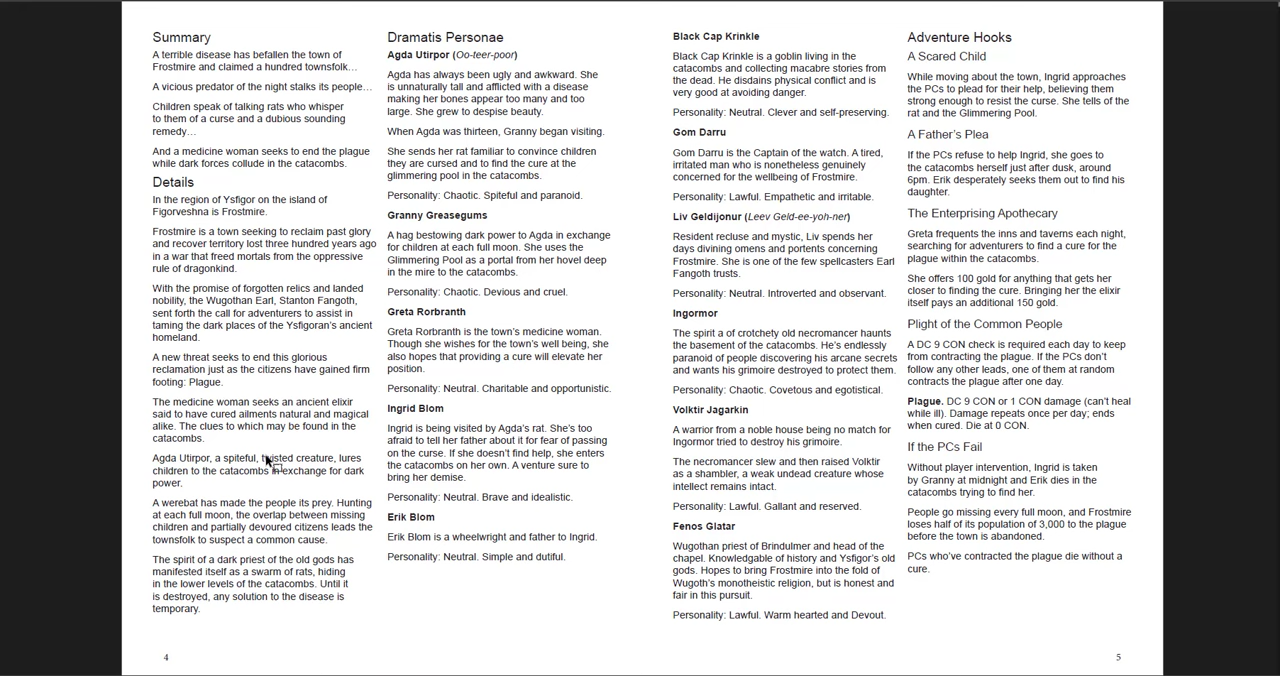 Summary
A terrible disease has befallen the town of
Frostmire and claimed a hundred townsfolk…
A vicious predator of the night stalks its people…
Children speak of talking rats who whisper
to them of a curse and a dubious sounding
remedy…
And a medicine woman seeks to end the plague
while dark forces collude in the catacombs.
Details
In the region of Ysfigor on the island of
Figorveshna is Frostmire.
Frostmire is a town seeking to reclaim past glory
and recover territory lost three hundred years ago
in a war that freed mortals from the oppressive
rule of dragonkind.
With the promise of forgotten relics and landed
nobility, the Wugothan Earl, Stanton Fangoth,
sent forth the call for adventurers to assist in
taming the dark places of the Ysfigoran's ancient
homeland.
A new threat seeks to end this glorious
reclamation just as the citizens have gained firm
footing: Plague.
The medicine woman seeks an ancient elixir
said to have cured ailments natural and magical
alike. The clues to which may be found in the
catacombs.
Agda Utirpor, a spiteful, twisted creature, lures
children to the catacombs in exchange for dark
power.
A werebat has made the people its prey. Hunting
at each full moon, the overlap between missing
children and partially devoured citizens leads the
townsfolk to suspect a common cause.
The spirit of a dark priest of the old gods has
manifested itself as a swarm of rats, hiding
in the lower levels of the catacombs. Until it
is destroyed, any solution to the disease is
temporary.
4
Dramatis Personae
Agda Utirpor (Oo-teer-poor)
Agda has always been ugly and awkward. She
is unnaturally tall and afflicted with a disease
making her bones appear too many and too
large. She grew to despise beauty.
When Agda was thirteen, Granny began visiting.
She sends her rat familiar to convince children
they are cursed and to find the cure at the
glimmering pool in the catacombs.
Personality: Chaotic. Spiteful and paranoid.
Granny Greasegums
A hag bestowing dark power to Agda in exchange
for children at each full moon. She uses the
Glimmering Pool as a portal from her hovel deep
in the mire to the catacombs.
Personality: Chaotic. Devious and cruel.
Greta Rorbranth
Greta Rorbranth is the town's medicine woman.
Though she wishes for the town's well being, she
also hopes that providing a cure will elevate her
position.
Personality: Neutral. Charitable and opportunistic.
Ingrid Blom
Ingrid is being visited by Agda's rat. She's too
afraid to tell her father about it for fear of passing
on the curse. If she doesn't find help, she enters
the catacombs on her own. A venture sure to
bring her demise.
Personality: Neutral. Brave and idealistic.
Erik Blom
Erik Blom is a wheelwright and father to Ingrid.
Personality: Neutral. Simple and dutiful.
Black Cap Krinkle
Black Cap Krinkle is a goblin living in the
catacombs and collecting macabre stories from
the dead. He disdains physical conflict and is
very good at avoiding danger.
Personality: Neutral. Clever and self-preserving.
Gom Darru
Gom Darru is the Captain of the watch. A tired,
irritated man who is nonetheless genuinely
concerned for the wellbeing of Frostmire.
Personality: Lawful. Empathetic and irritable.
Liv Geldijonur (Leev Geld-ee-yoh-ner)
Resident recluse and mystic, Liv spends her
days divining omens and portents concerning
Frostmire. She is one of the few spellcasters Earl
Fangoth trusts.
Personality: Neutral. Introverted and observant.
Ingormor
The spirit a of crotchety old necromancer haunts
the basement of the catacombs. He's endlessly
paranoid of people discovering his arcane secrets
and wants his grimoire destroyed to protect them.
Personality: Chaotic. Covetous and egotistical.
Volktir Jagarkin
A warrior from a noble house being no match for
Ingormor tried to destroy his grimoire.
The necromancer slew and then raised Volktir
as a shambler, a weak undead creature whose
intellect remains intact.
Personality: Lawful. Gallant and reserved.
Fenos Glatar
Wugothan priest of Brindulmer and head of the
chapel. Knowledgable of history and Ysfigor's old
gods. Hopes to bring Frostmire into the fold of
Wugoth's monotheistic religion, but is honest and
fair in this pursuit.
Personality: Lawful. Warm hearted and Devout.
Adventure Hooks
A Scared Child
While moving about the town, Ingrid approaches
the PCs to plead for their help, believing them
strong enough to resist the curse. She tells of the
rat and the Glimmering Pool.
A Father's Plea
If the PCs refuse to help Ingrid, she goes to
the catacombs herself just after dusk, around
6pm. Erik desperately seeks them out to find his
daughter.
The Enterprising Apothecary
Greta frequents the inns and taverns each night,
searching for adventurers to find a cure for the
plague within the catacombs.
She offers 100 gold for anything that gets her
closer to finding the cure. Bringing her the elixir
itself pays an additional 150 gold.
Plight of the Common People
A DC 9 CON check is required each day to keep
from contracting the plague. If the PCs don't
follow any other leads, one of them at random
contracts the plague after one day.
Plague. DC 9 CON or 1 CON damage (can't heal
while ill). Damage repeats once per day; ends
when cured. Die at 0 CON.
If the PCs Fail
Without player intervention, Ingrid is taken
by Granny at midnight and Erik dies in the
catacombs trying to find her.
People go missing every full moon, and Frostmire
loses half of its population of 3,000 to the plague
before the town is abandoned.
PCs who've contracted the plague die without a
cure.
5